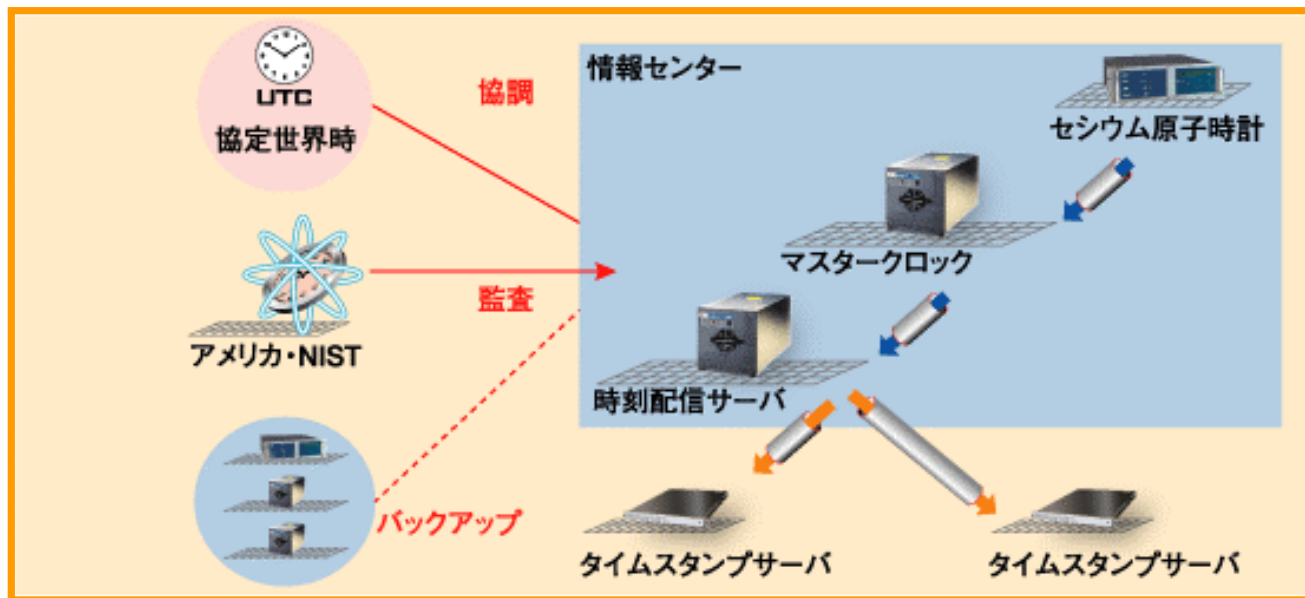 UTC
協定世界時
協調
情報センター
セシウム原子時計
マスタークロック
監査
アメリカ・NIST
時刻配信サーバ
バックアップ
タイムスタンプサーバ
タイムスタンプサーバ